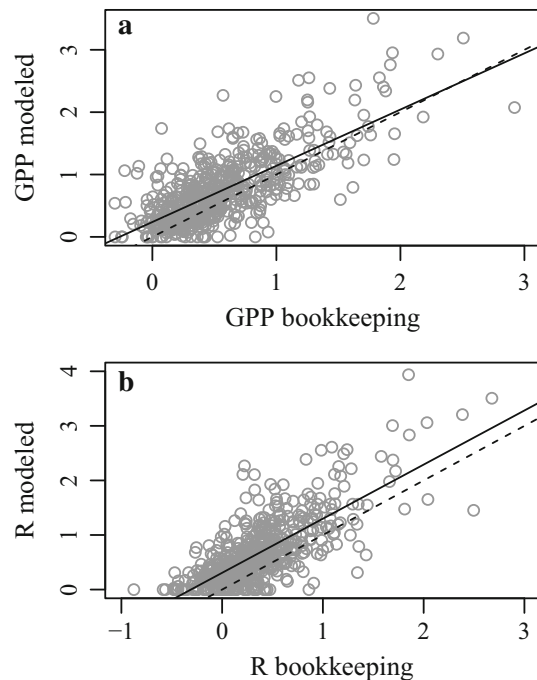 a
3
2
1
0
GPP modeled
0 1 2 3
GPP bookkeeping
b
4
3
2
1
0
R modeled
−1 0 1 2 3
R bookkeeping